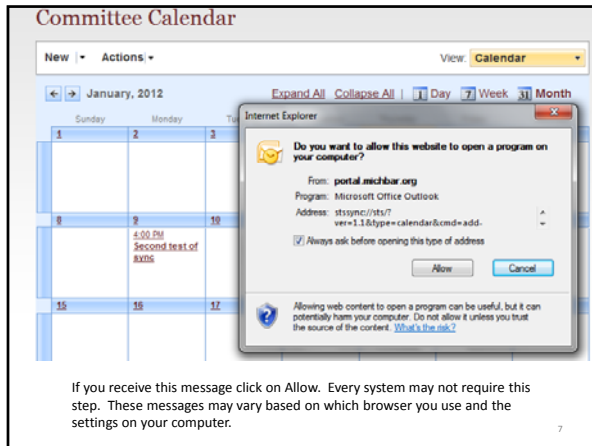 Committee Calendar
New Actions View: Calendar
January, 2012 Expand All Collapse All | 1 Day 7 Week 31 Month
Sunday Monday Tu
1 2 3
Internet Explorer
Do you want to allow this website to open a program on
your computer?
From: portal.michbar.org
Program: Microsoft Office Outlook
Address: stssync://sts/?
ver=1.1&type=calendar&cmd=add-
Always ask before opening this type of address
Allow Cancel
Allowing web content to open a program can be useful, but it can
potentially harm your computer. Do not allow it unless you trust
the source of the content. What's the risk?
8 9 10
4:00 PM
Second test of
sync
15 16 17
If you receive this message click on Allow. Every system may not require this
step. These messages may vary based on which browser you use and the
settings on your computer.
7